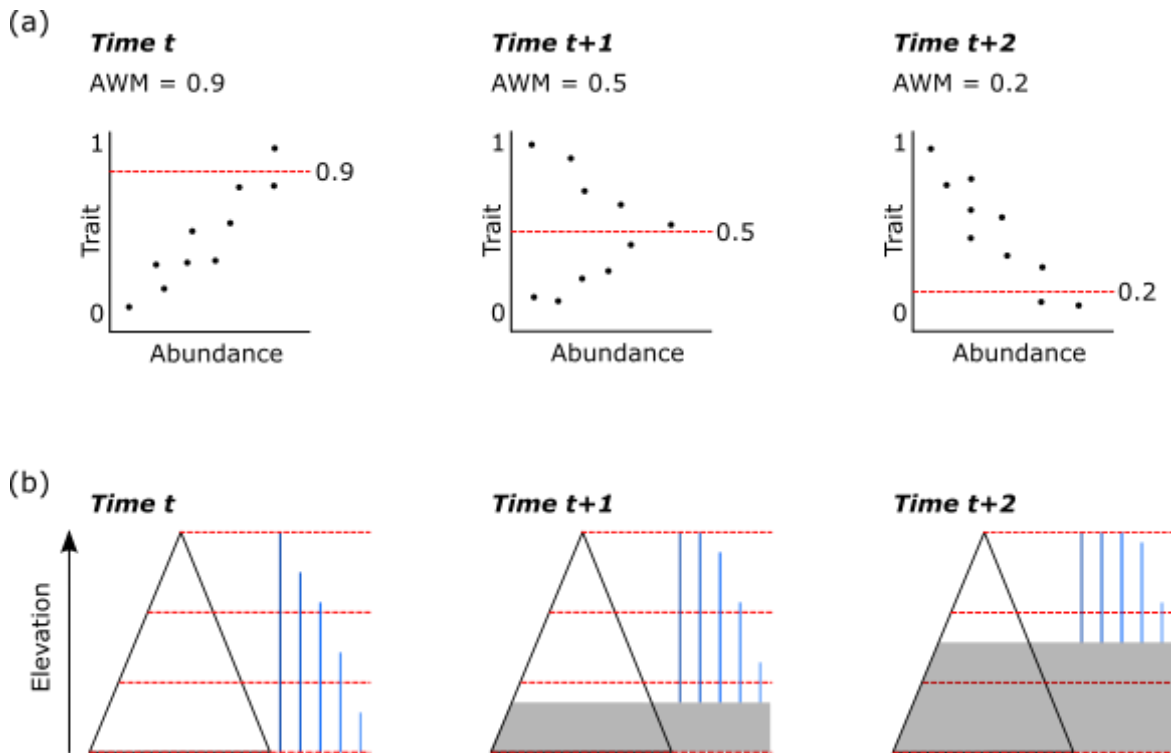 (a)
Time t
Time t+1
Time t+2
AWM = 0.9
AWM = 0.5
AWM = 0.2
1
0.9
Trait
0
Abundance
1
0.5
Trait
0
Abundance
1
Trait
0.2
0
Abundance
(b)
Time t
Time t+1
Time t+2
Elevation